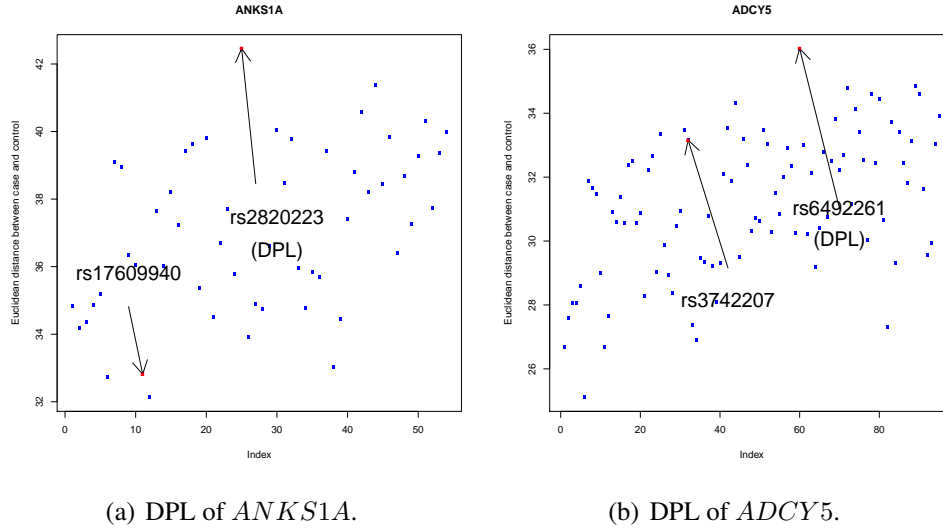 ANKS1A
Euclidean distance between case and control
42
40
38
36
34
32
rs2820223
(DPL)
rs17609940
0 10 20 30 40 50
Index
(a) DPL of ANKS1A.
ADCY5
Euclidean distance between case and control
36
34
32
30
28
26
rs6492261
(DPL)
rs3742207
0 20 40 60 80
Index
(b) DPL of ADCY5.